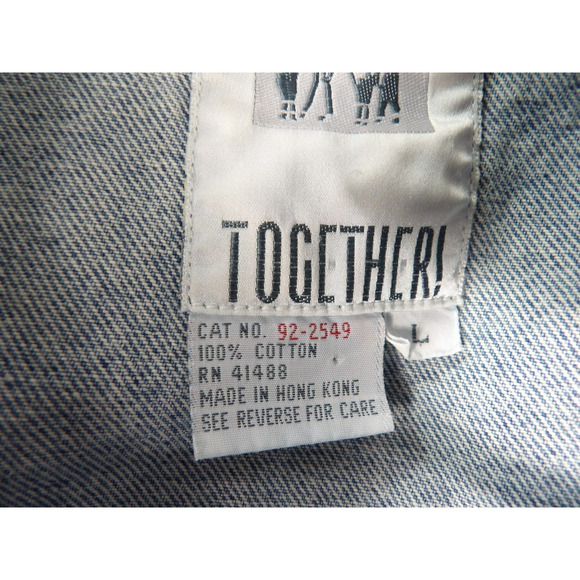 TOGETHER!
CAT NO. 92-2549
100% COTTON
RN 41488
MADE IN HONG KONG
SEE REVERSE FOR CARE
L